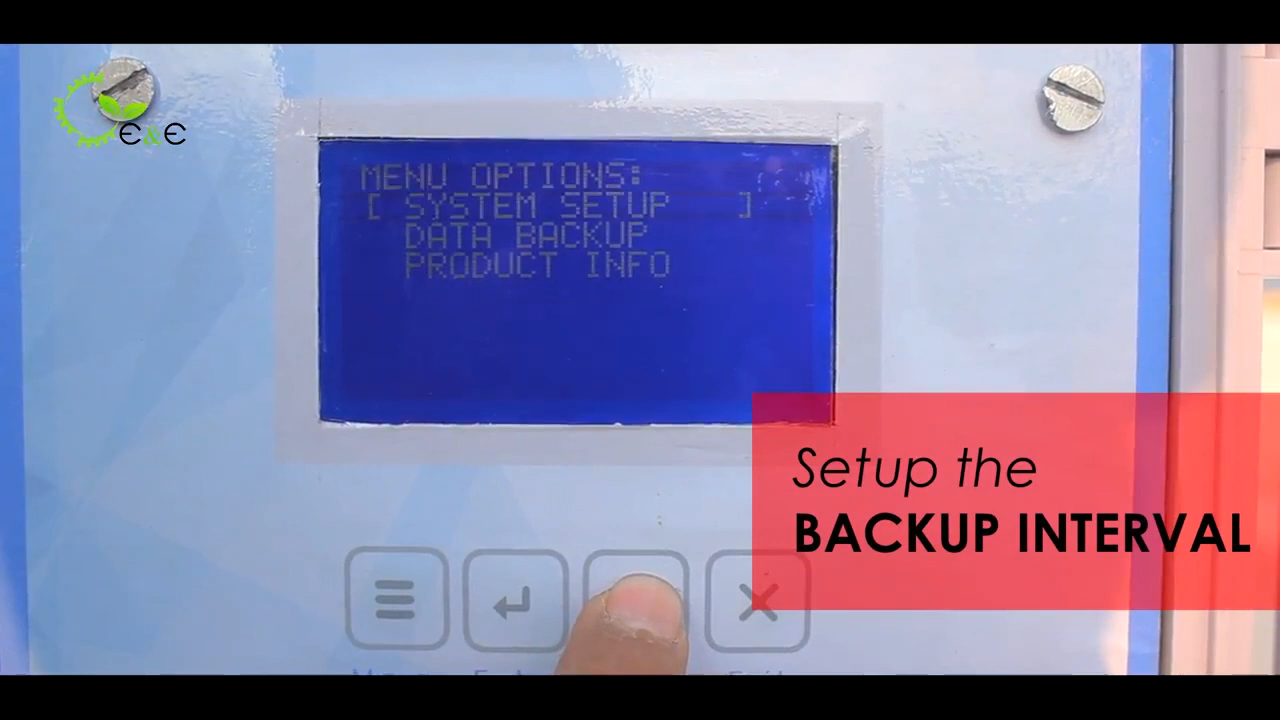 E&E
MENU OPTIONS:
[ SYSTEM SETUP ]
DATA BACKUP
PRODUCT INFO
Setup the
BACKUP INTERVAL